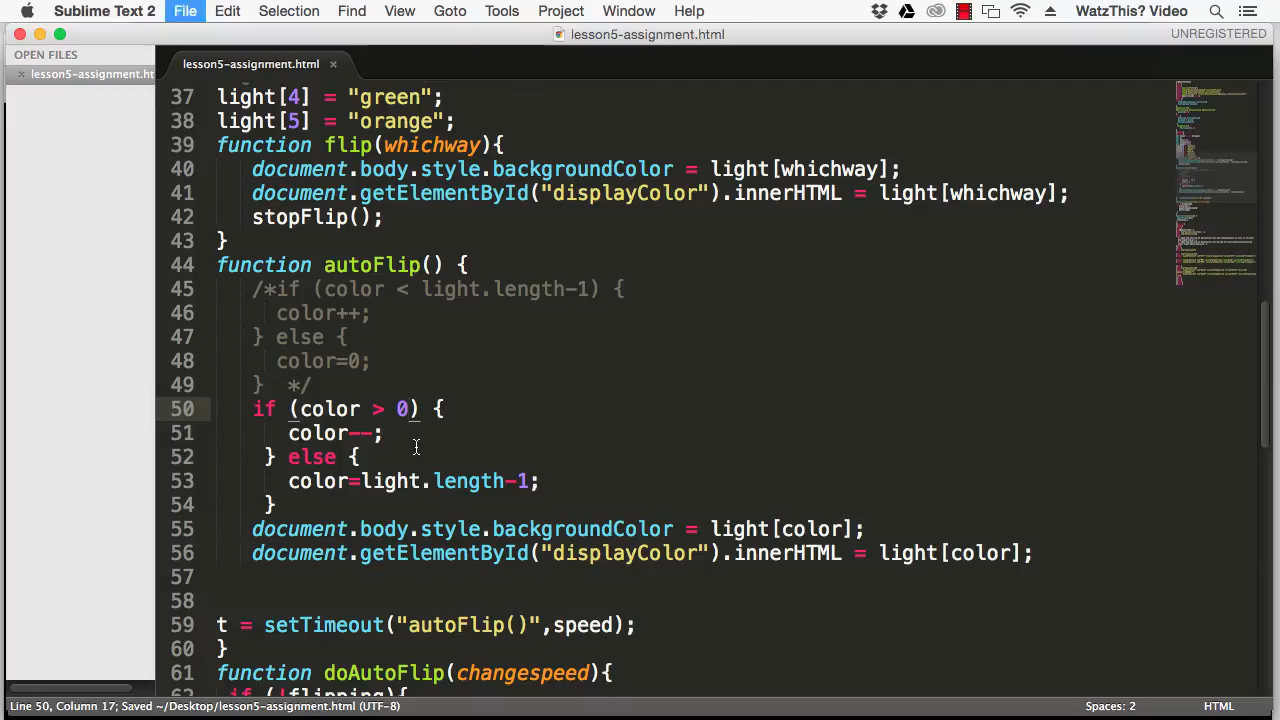 Sublime Text 2 File Edit Selection Find View Goto Tools Project Window Help WatzThis? Video
lesson5-assignment.html UNREGISTERED
OPEN FILES
lesson5-assignment.ht
lesson5-assignment.html
37 light[4] = "green";
38 light[5] = "orange";
39 function flip(whichway){
40 document.body.style.backgroundColor = light[whichway];
41 document.getElementById("displayColor").innerHTML = light[whichway];
42 stopFlip();
43 }
44 function autoFlip() {
45 /*if (color < light.length-1) {
46 color++;
47 } else {
48 color=0;
49 } */
50 if (color > 0) {
51 color--;
52 } else {
53 color=light.length-1;
54 }
55 document.body.style.backgroundColor = light[color];
56 document.getElementById("displayColor").innerHTML = light[color];
57
58
59 t = setTimeout("autoFlip()",speed);
60 }
61 function doAutoFlip(changespeed){
62 if (!flipping){
Line 50, Column 17; Saved ~/Desktop/lesson5-assignment.html (UTF-8) Spaces: 2 HTML